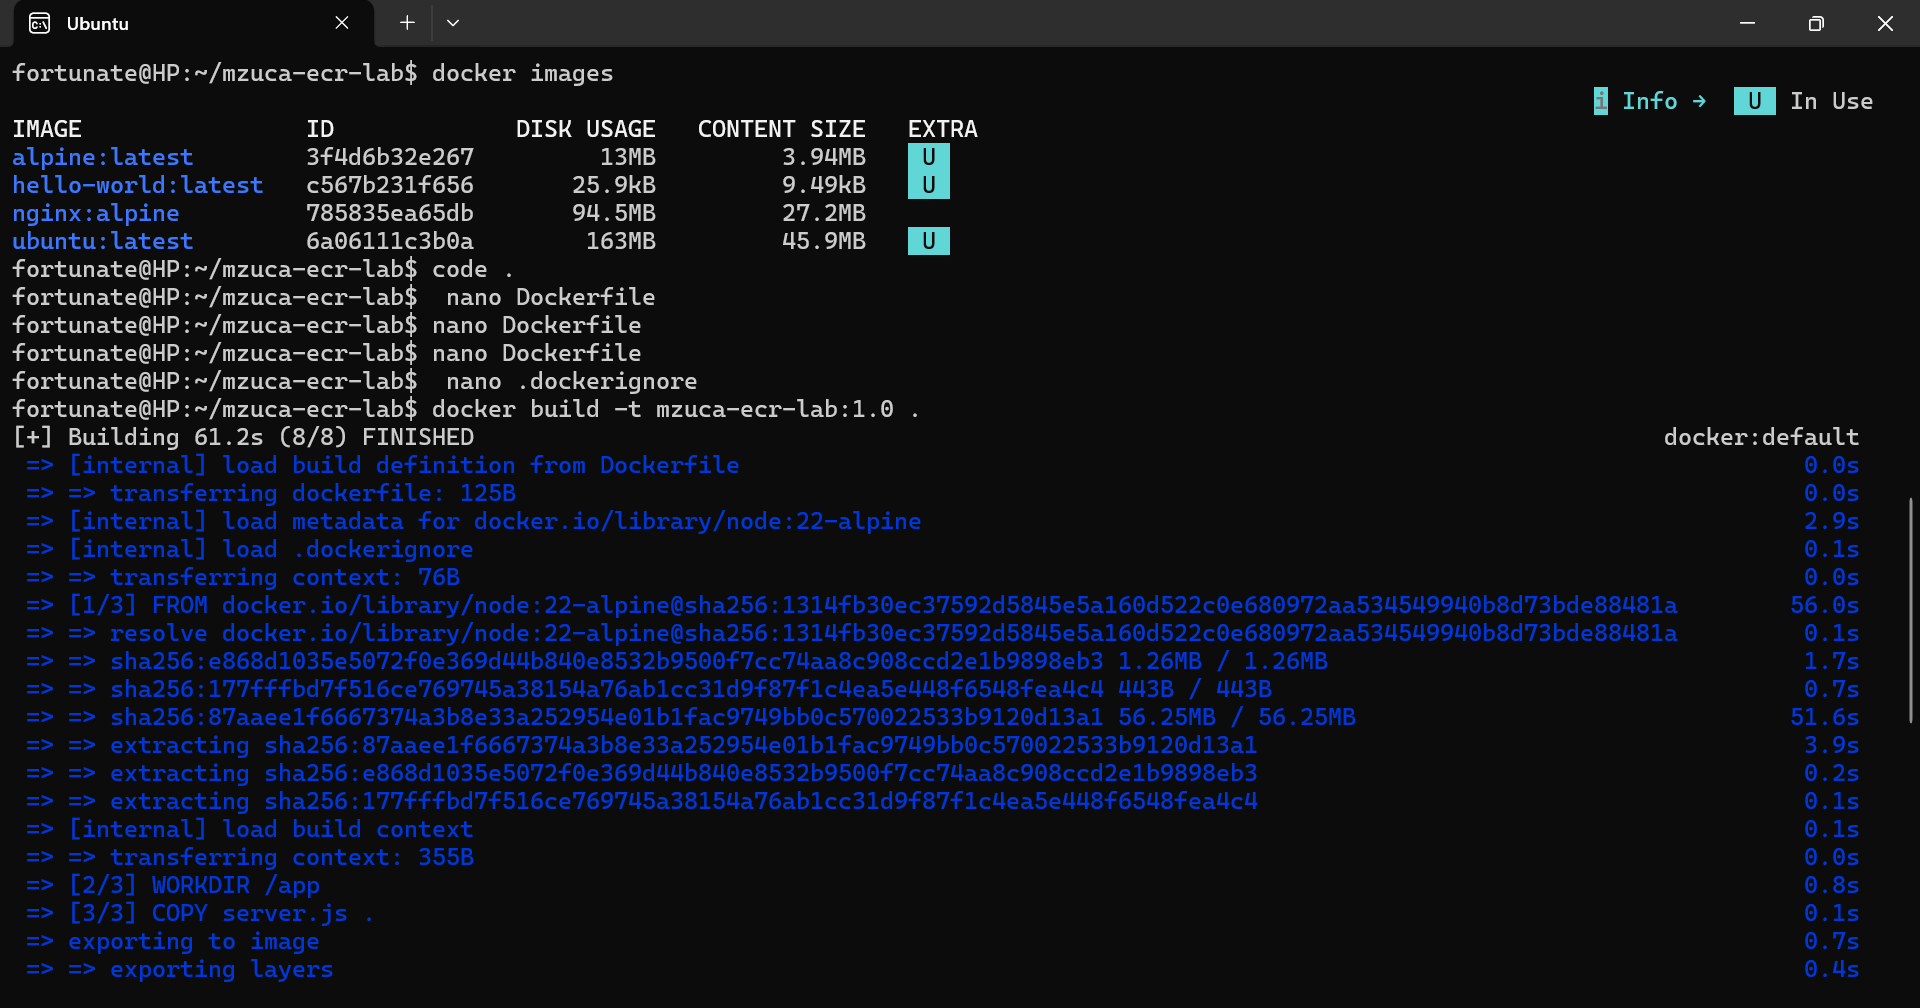 Ubuntu
fortunate@HP:~/mzuca-ecr-lab$ docker images
i Info → U In Use
IMAGE ID DISK USAGE CONTENT SIZE EXTRA
alpine:latest 3f4d6b32e267 13MB 3.94MB U
hello-world:latest c567b231f656 25.9kB 9.49kB U
nginx:alpine 785835ea65db 94.5MB 27.2MB
ubuntu:latest 6a06111c3b0a 163MB 45.9MB U
fortunate@HP:~/mzuca-ecr-lab$ code .
fortunate@HP:~/mzuca-ecr-lab$  nano Dockerfile
fortunate@HP:~/mzuca-ecr-lab$ nano Dockerfile
fortunate@HP:~/mzuca-ecr-lab$ nano Dockerfile
fortunate@HP:~/mzuca-ecr-lab$  nano .dockerignore
fortunate@HP:~/mzuca-ecr-lab$ docker build -t mzuca-ecr-lab:1.0 .
[+] Building 61.2s (8/8) FINISHED docker:default
=> [internal] load build definition from Dockerfile 0.0s
=> => transferring dockerfile: 125B 0.0s
=> [internal] load metadata for docker.io/library/node:22-alpine 2.9s
=> [internal] load .dockerignore 0.1s
=> => transferring context: 76B 0.0s
=> [1/3] FROM docker.io/library/node:22-alpine@sha256:1314fb30ec37592d5845e5a160d522c0e680972aa534549940b8d73bde88481a 56.0s
=> => resolve docker.io/library/node:22-alpine@sha256:1314fb30ec37592d5845e5a160d522c0e680972aa534549940b8d73bde88481a 0.1s
=> => sha256:e868d1035e5072f0e369d44b840e8532b9500f7cc74aa8c908ccd2e1b9898eb3 1.26MB / 1.26MB 1.7s
=> => sha256:177fffbd7f516ce769745a38154a76ab1cc31d9f87f1c4ea5e448f6548fea4c4 443B / 443B 0.7s
=> => sha256:87aaee1f6667374a3b8e33a252954e01b1fac9749bb0c570022533b9120d13a1 56.25MB / 56.25MB 51.6s
=> => extracting sha256:87aaee1f6667374a3b8e33a252954e01b1fac9749bb0c570022533b9120d13a1 3.9s
=> => extracting sha256:e868d1035e5072f0e369d44b840e8532b9500f7cc74aa8c908ccd2e1b9898eb3 0.2s
=> => extracting sha256:177fffbd7f516ce769745a38154a76ab1cc31d9f87f1c4ea5e448f6548fea4c4 0.1s
=> [internal] load build context 0.1s
=> => transferring context: 355B 0.0s
=> [2/3] WORKDIR /app 0.8s
=> [3/3] COPY server.js . 0.1s
=> exporting to image 0.7s
=> => exporting layers 0.4s